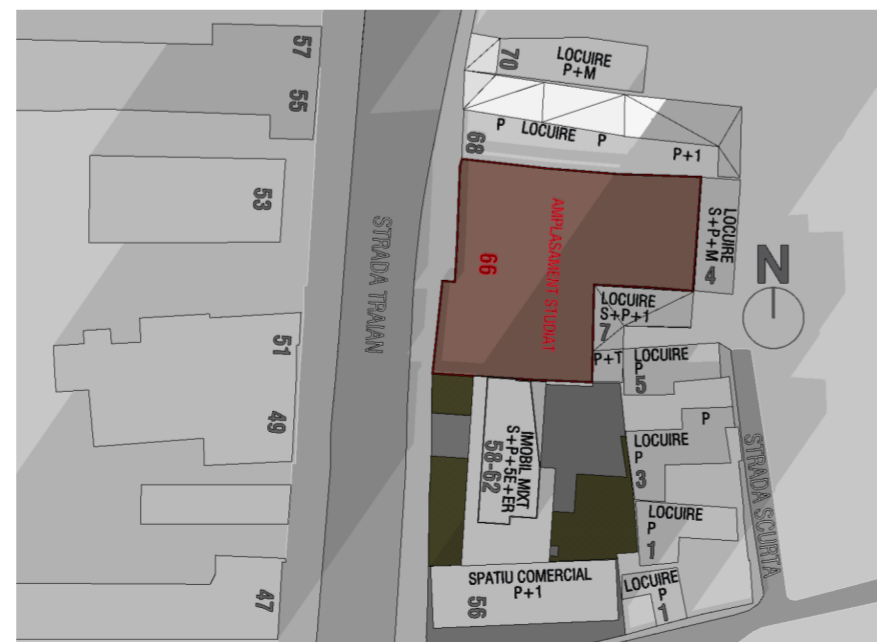 57
55
53
51
49
47
STRADA TRAIAN
70
LOCUIRE
P+M
68
P LOCUIRE P
P+1
AMPLASAMENT STUDIAT
66
LOCUIRE
S+P+M
4
N
LOCUIRE
S+P+1
7
P+T
LOCUIRE
P
5
IMOBIL MIXT
S+P+5E+ER
58-62
P
LOCUIRE
P
3
LOCUIRE
P
1
STRADA SCURTA
SPATIU COMERCIAL
P+1
56
LOCUIRE
P
1